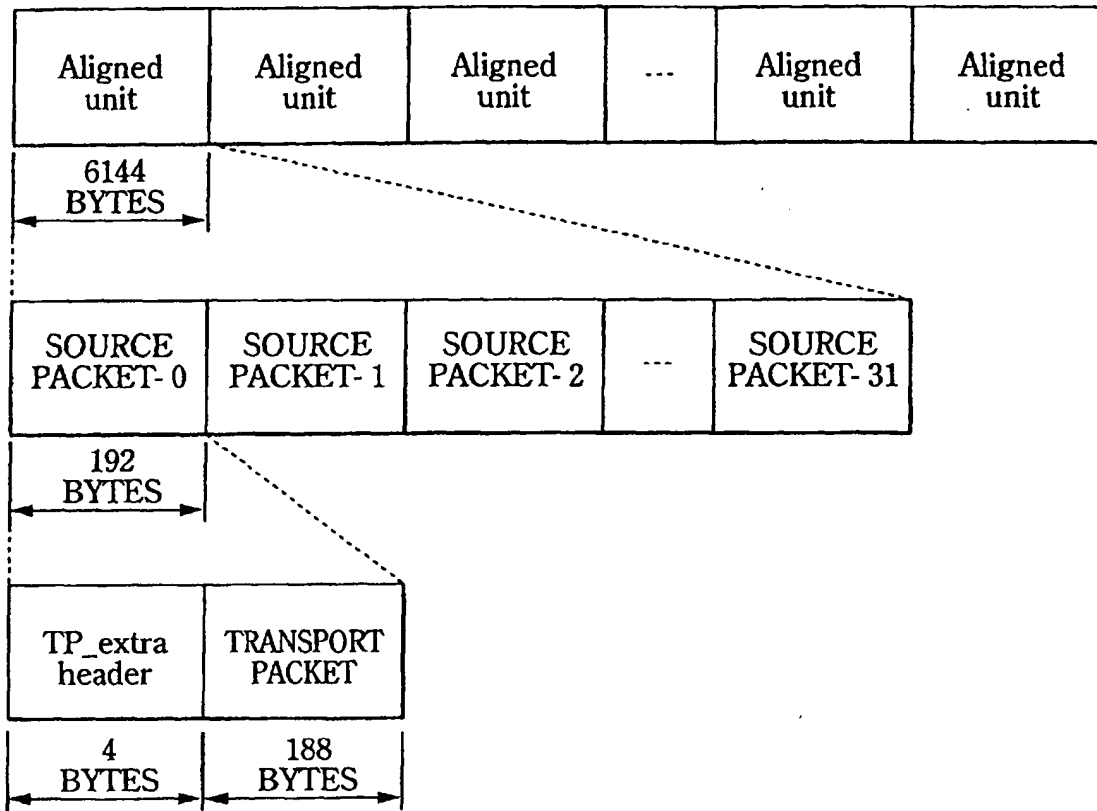 Aligned unit
Aligned unit
Aligned unit
---
Aligned unit
Aligned unit
6144 BYTES
SOURCE PACKET- 0
SOURCE PACKET- 1
SOURCE PACKET- 2
---
SOURCE PACKET- 31
192 BYTES
TP_extra header
TRANSPORT PACKET
4 BYTES
188 BYTES